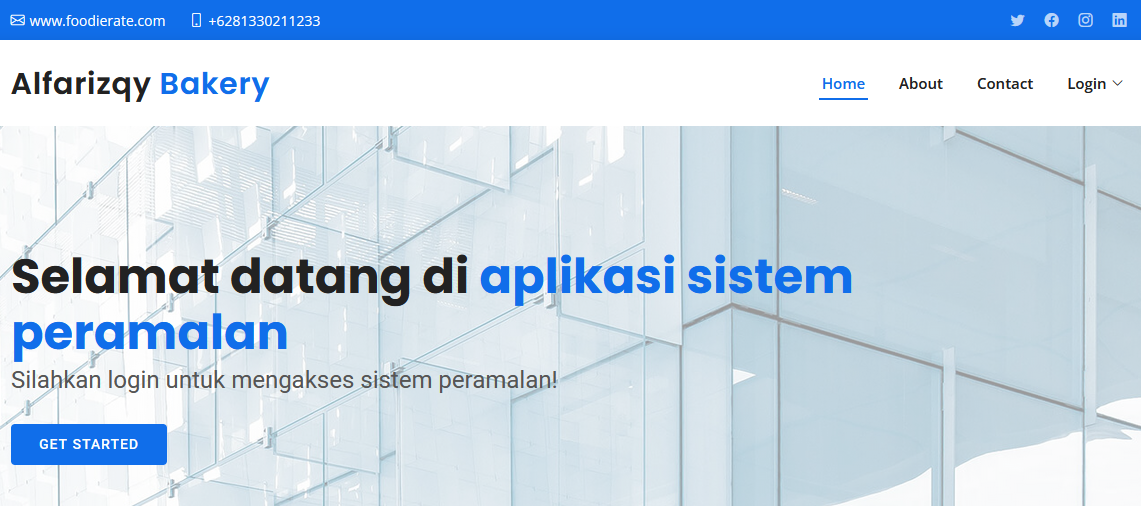 www.foodierate.com +6281330211233
Alfarizqy Bakery
Home About Contact Login
Selamat datang di aplikasi sistem
peramalan
Silahkan login untuk mengakses sistem peramalan!
GET STARTED